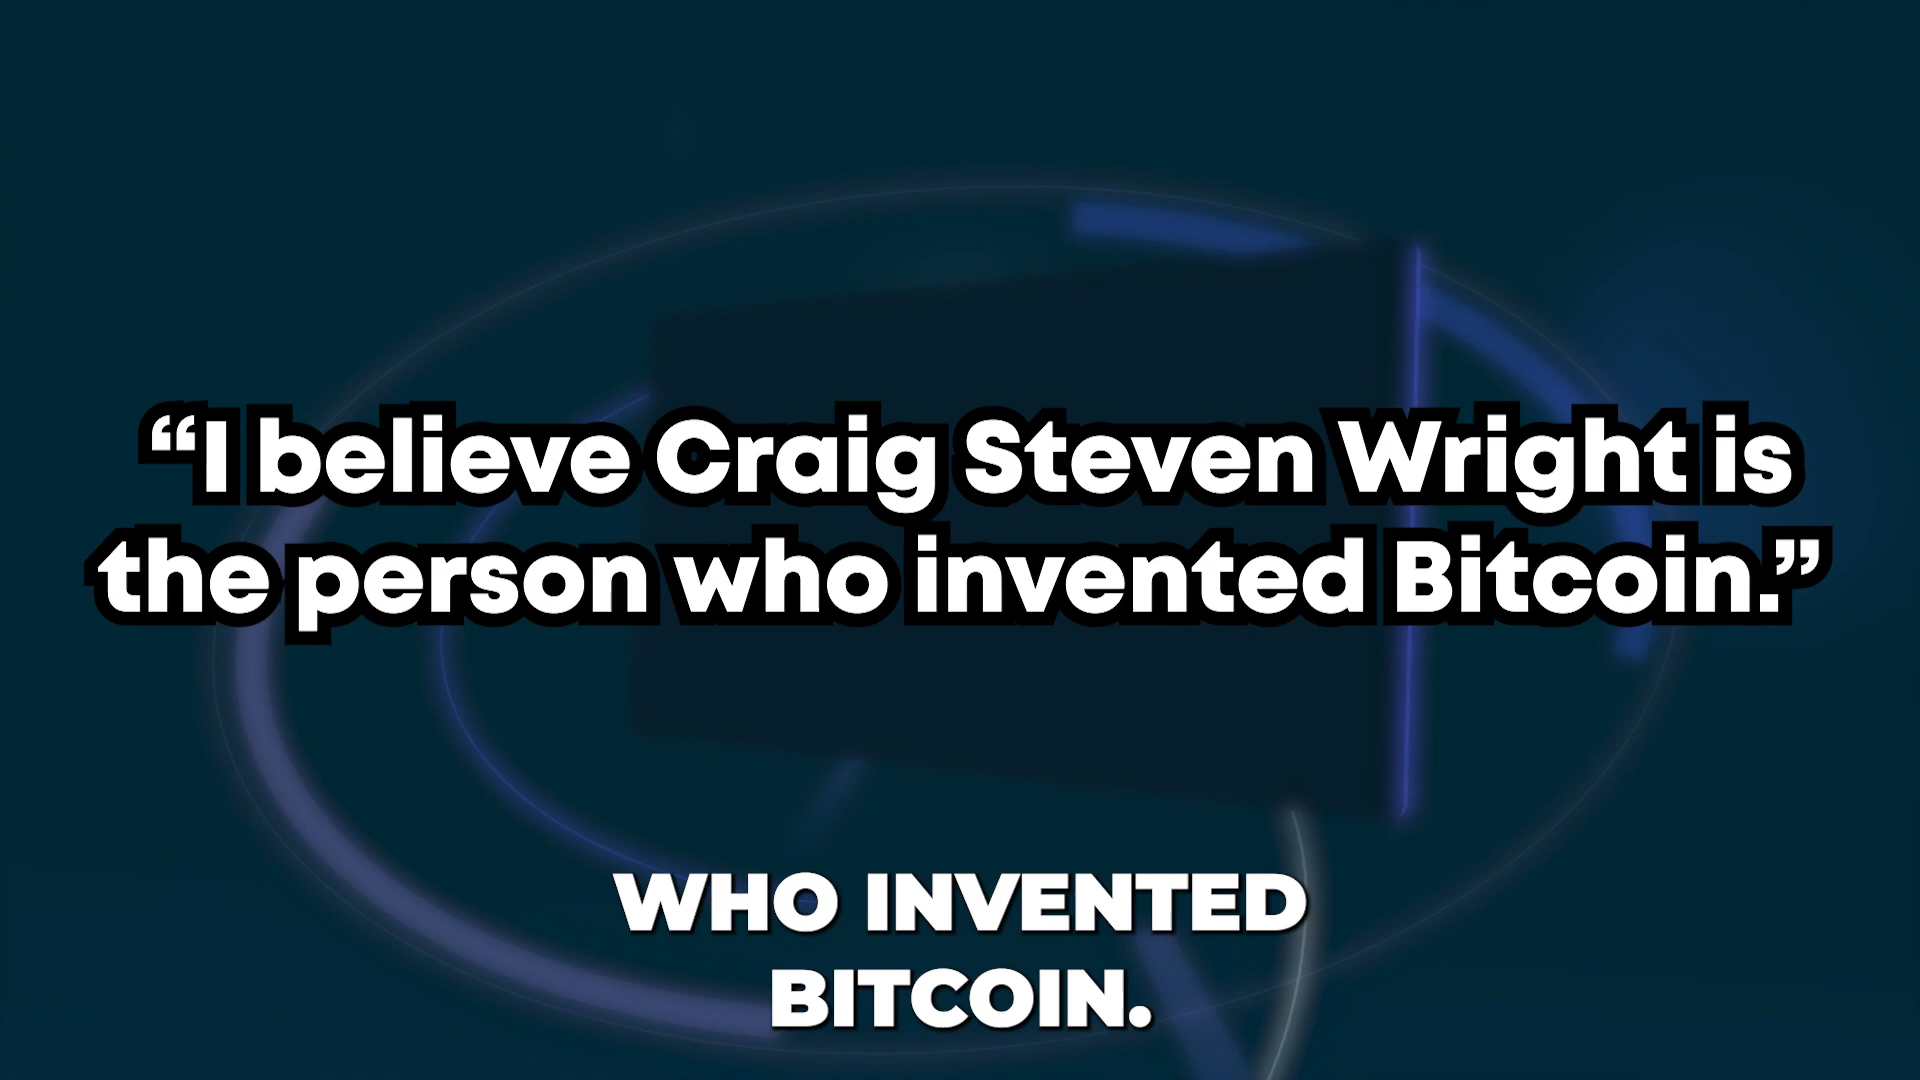 “I believe Craig Steven Wright is
the person who invented Bitcoin.”
WHO INVENTED
BITCOIN.